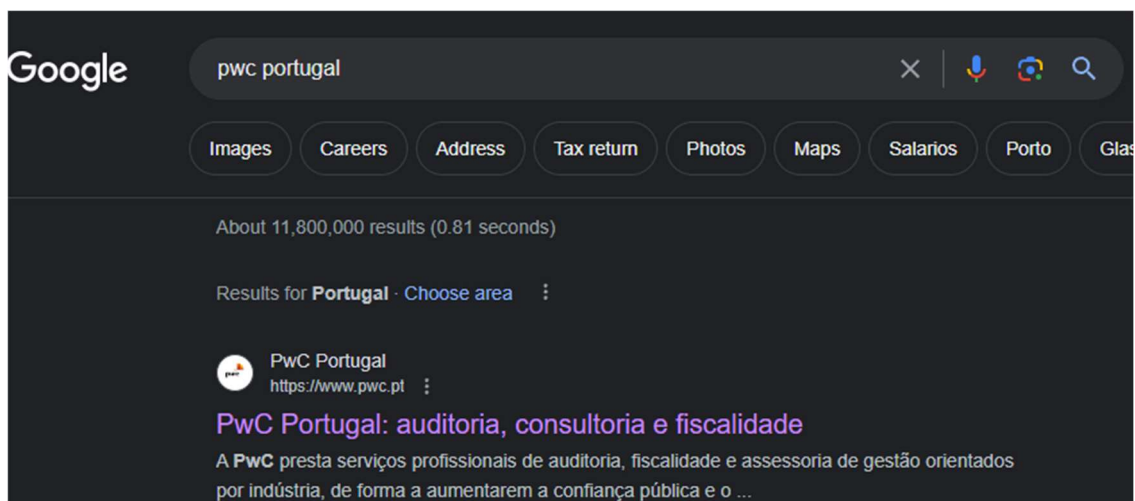 Google
pwc portugal
Images Careers Address Tax return Photos Maps Salarios Porto Glas
About 11,800,000 results (0.81 seconds)
Results for Portugal · Choose area
PwC Portugal
pwc
https://www.pwc.pt
PwC Portugal: auditoria, consultoria e fiscalidade
A PwC presta serviços profissionais de auditoria, fiscalidade e assessoria de gestão orientados
por indústria, de forma a aumentarem a confiança pública e o ...